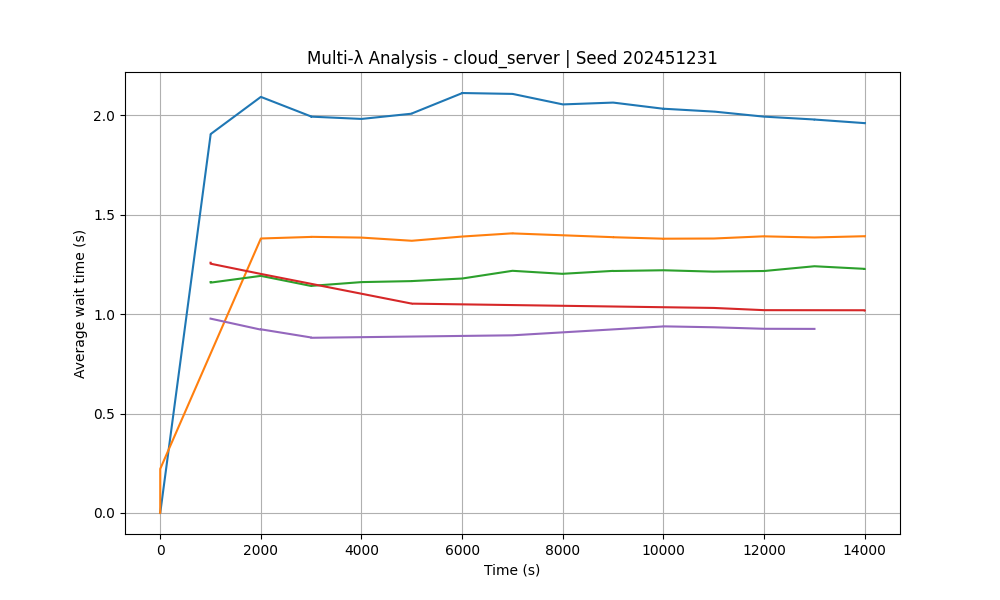 Multi-λ Analysis - cloud_server | Seed 202451231
Average wait time (s)
2.0
1.5
1.0
0.5
0.0
0 2000 4000 6000 8000 10000 12000 14000
Time (s)